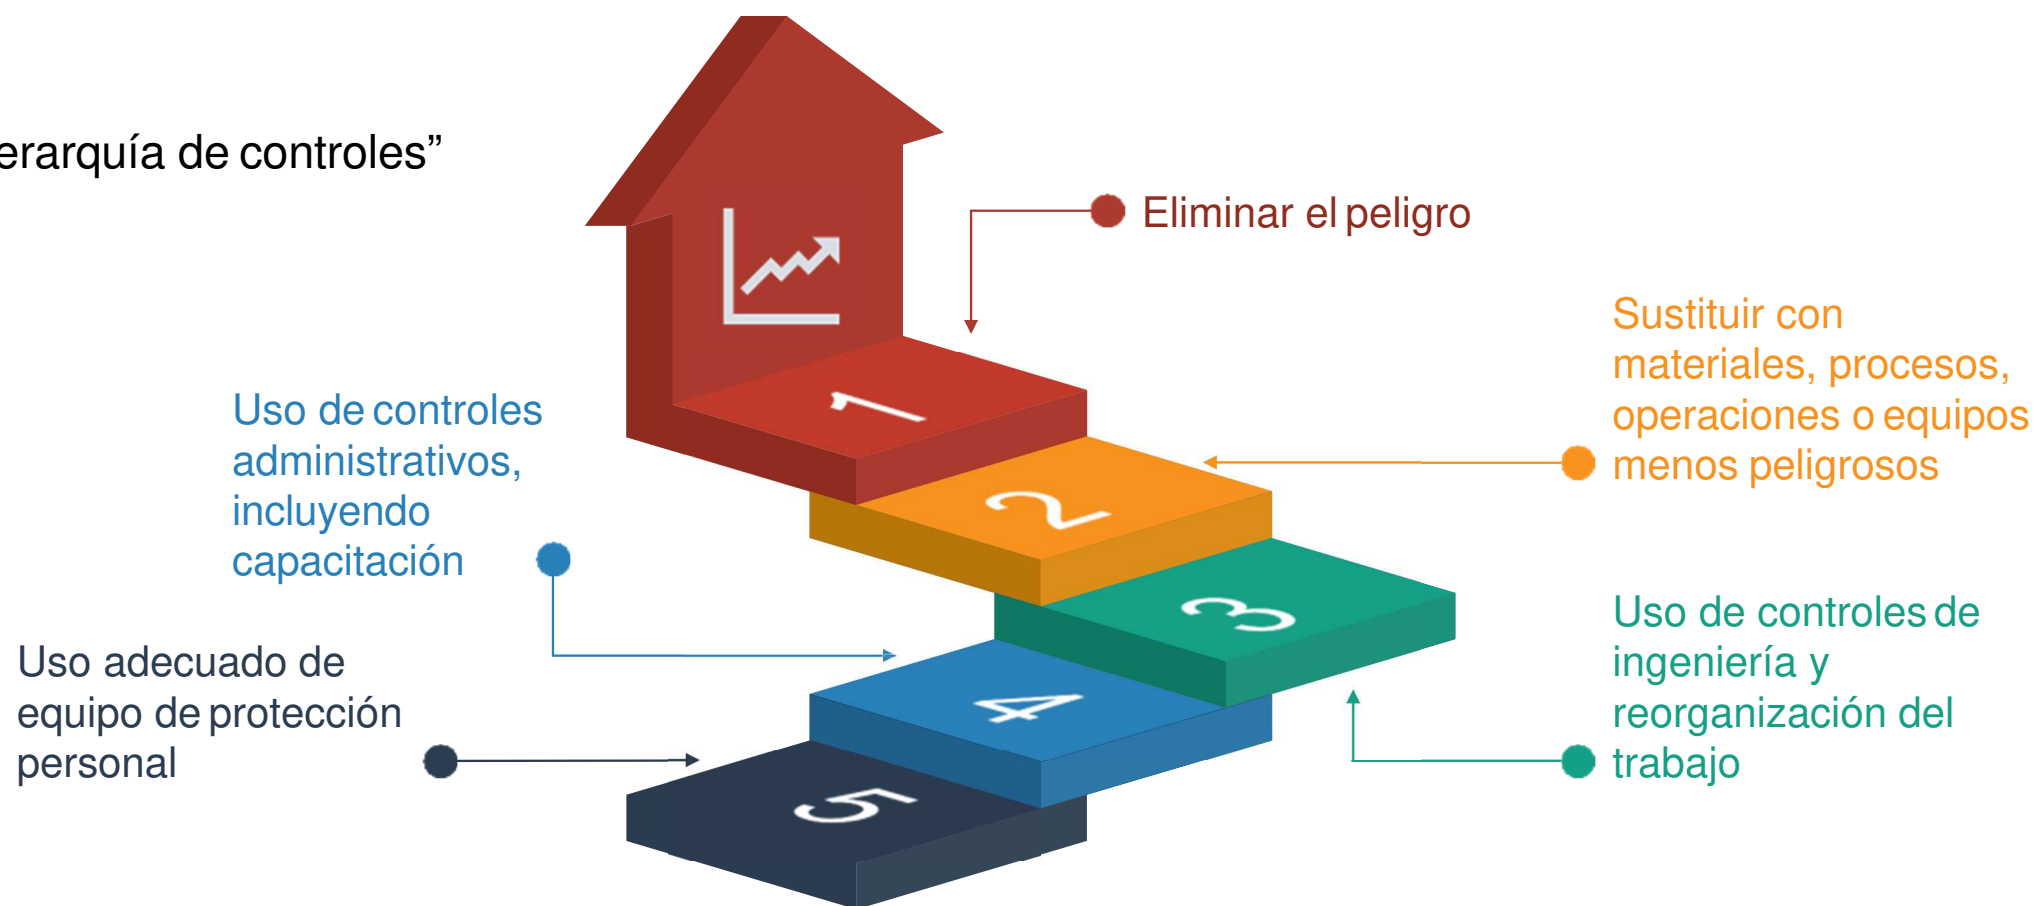 erarquía de controles”
1
Eliminar el peligro
2
Sustituir con
materiales, procesos,
operaciones o equipos
menos peligrosos
3
Uso de controles de
ingeniería y
reorganización del
trabajo
4
Uso de controles
administrativos,
incluyendo
capacitación
5
Uso adecuado de
equipo de protección
personal